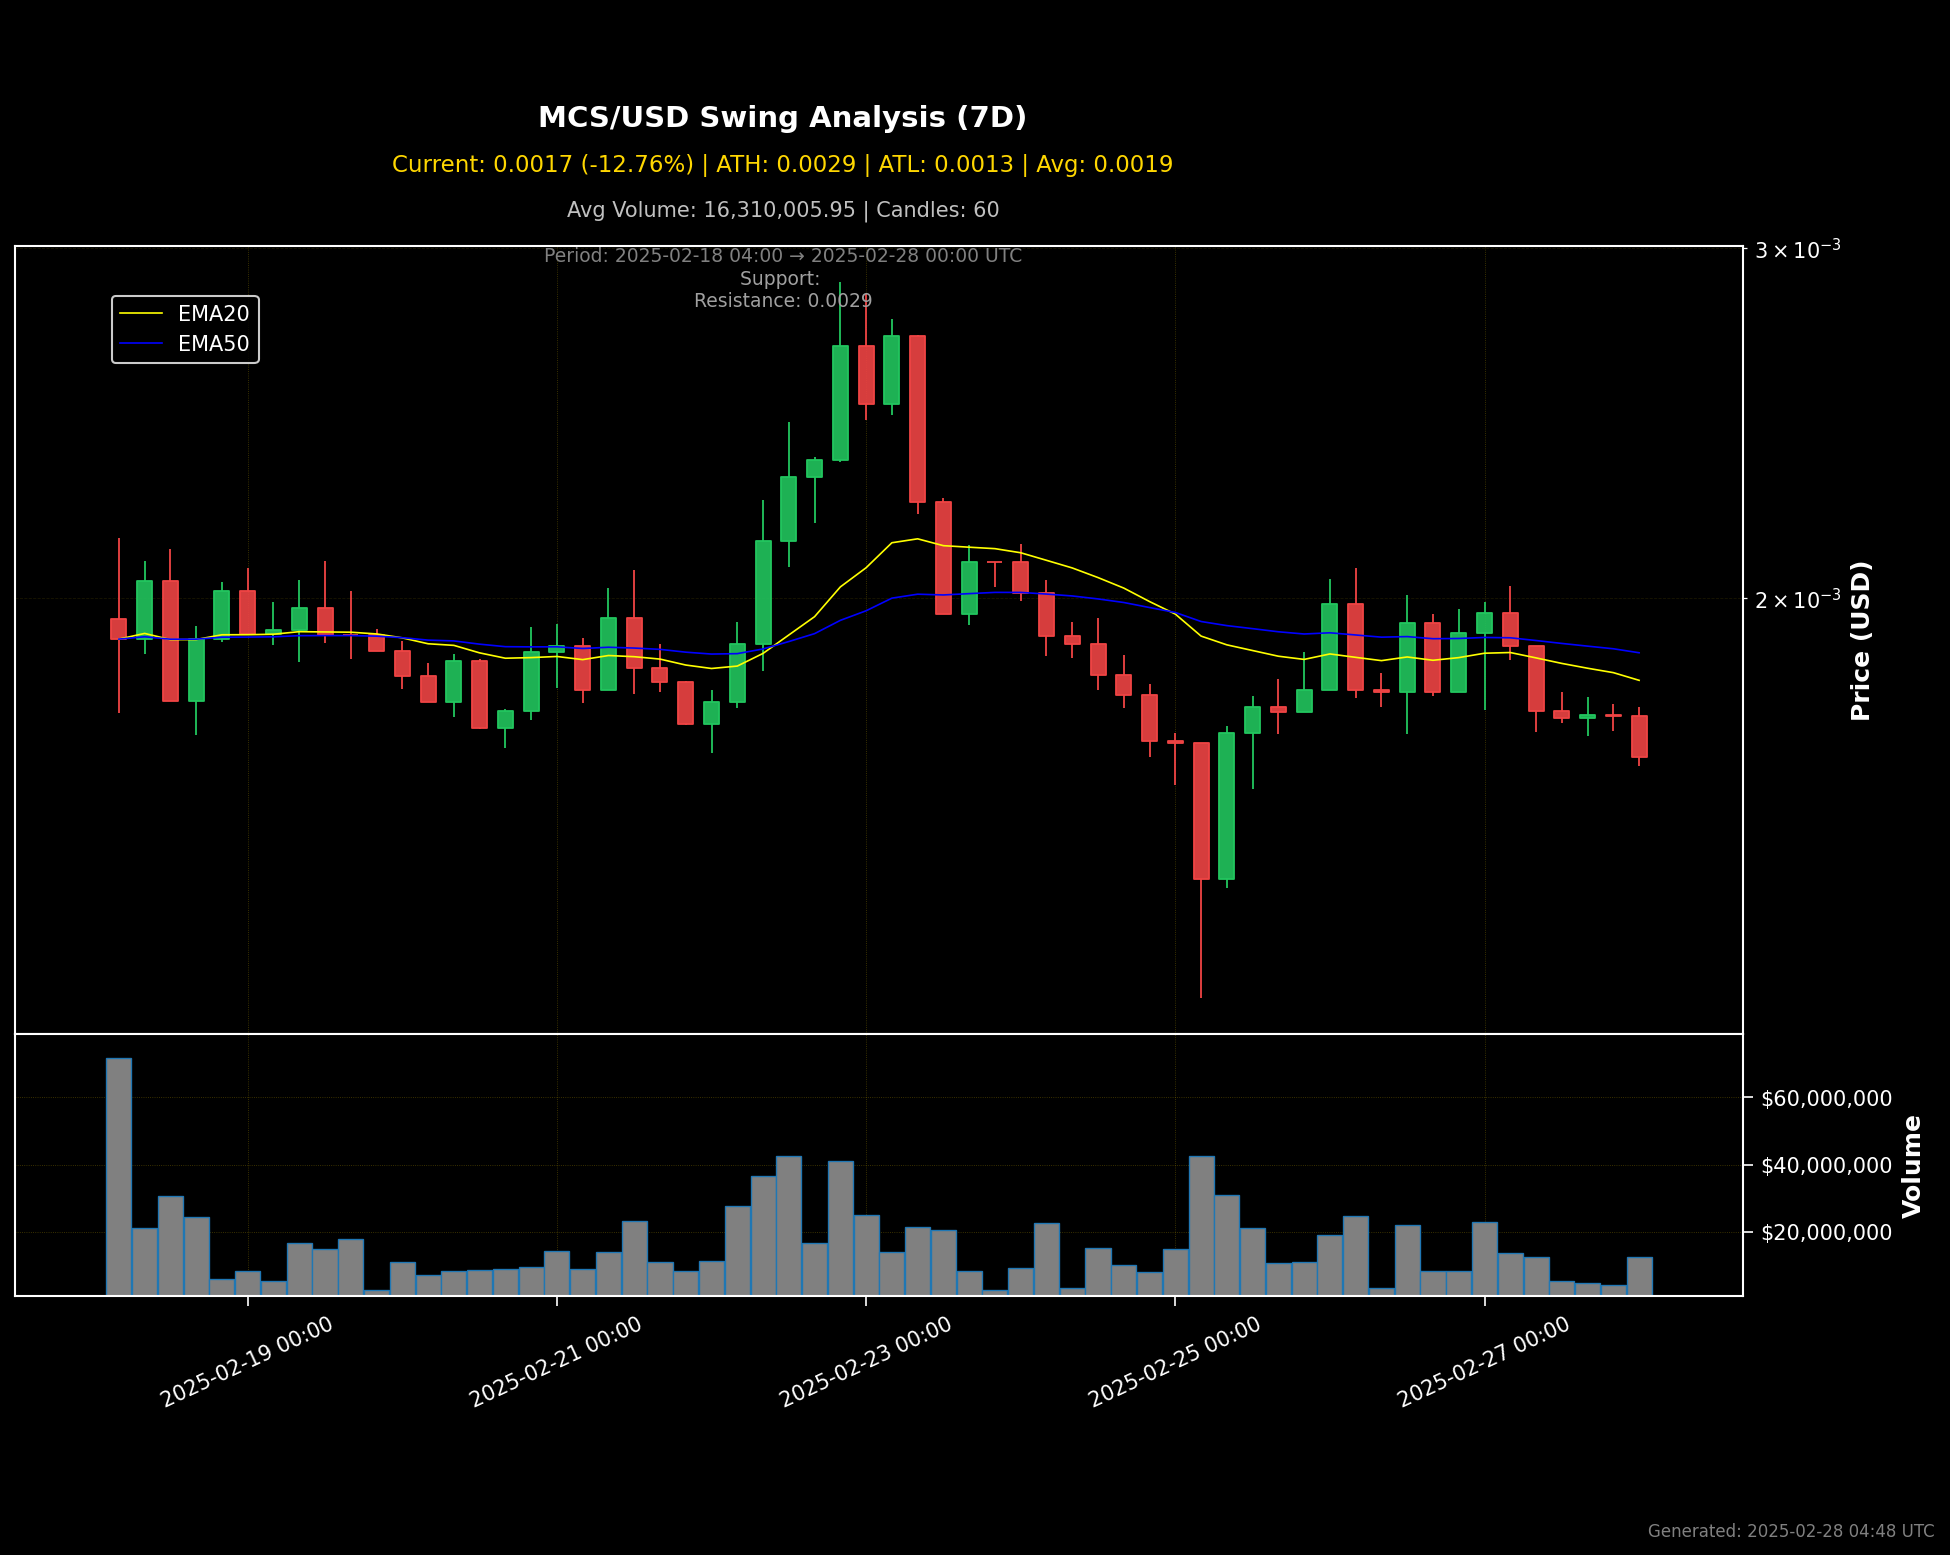 MCS/USD Swing Analysis (7D)
Current: 0.0017 (-12.76%) | ATH: 0.0029 | ATL: 0.0013 | Avg: 0.0019
Avg Volume: 16,310,005.95 | Candles: 60
Period: 2025-02-18 04:00 → 2025-02-28 00:00 UTC
Support:
Resistance: 0.0029
EMA20
EMA50
3 × 10⁻³
2 × 10⁻³
Price (USD)
$60,000,000
$40,000,000
$20,000,000
Volume
2025-02-19 00:00
2025-02-21 00:00
2025-02-23 00:00
2025-02-25 00:00
2025-02-27 00:00
Generated: 2025-02-28 04:48 UTC